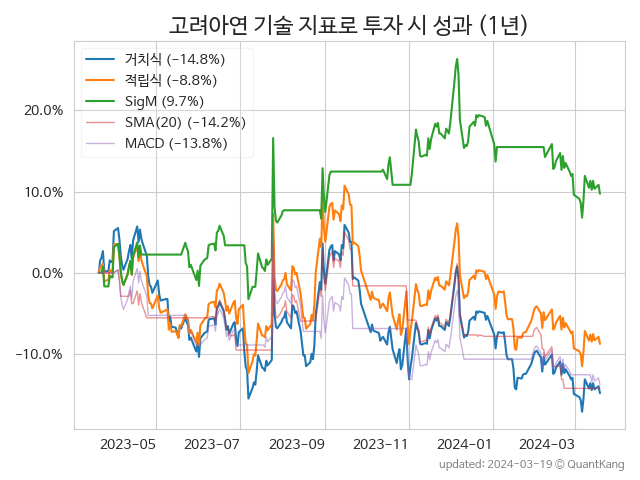 고려아연 기술 지표로 투자 시 성과 (1년)
거치식 (−14.8%)
적립식 (−8.8%)
SigM (9.7%)
SMA(20) (−14.2%)
MACD (−13.8%)
20.0%
10.0%
0.0%
−10.0%
2023−05 2023−07 2023−09 2023−11 2024−01 2024−03
updated: 2024−03−19 © QuantKang